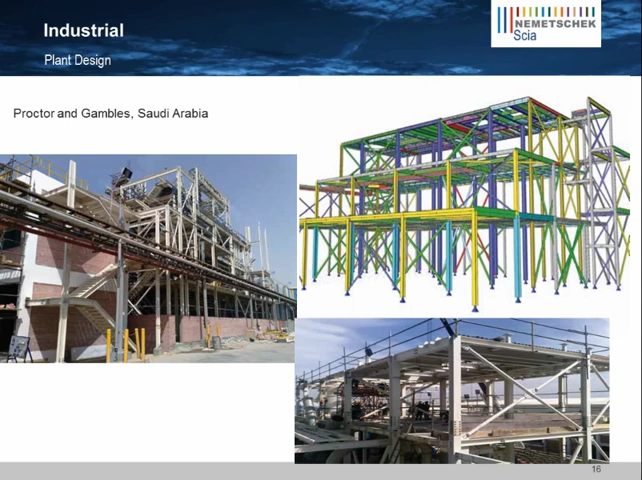 Industrial
Plant Design
NEMETSCHEK
Scia
Proctor and Gambles, Saudi Arabia
16